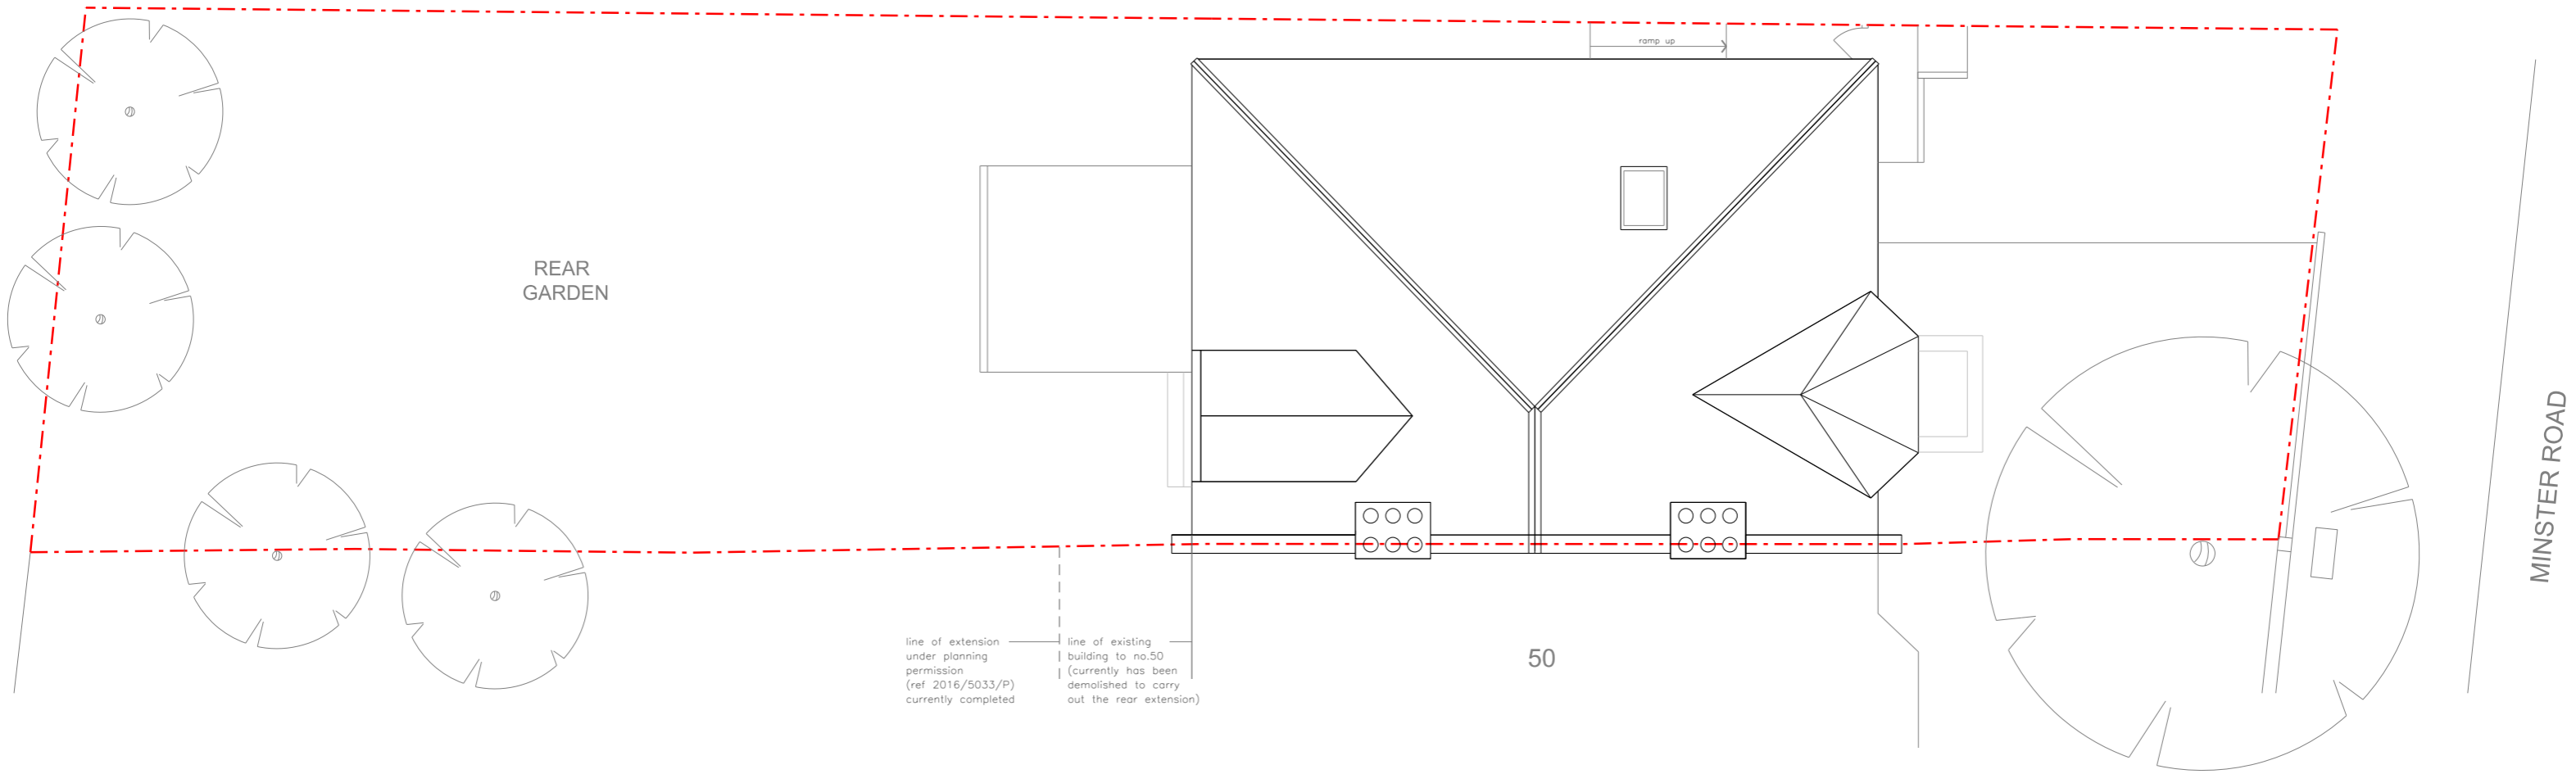 ramp up
REAR
GARDEN
MINSTER ROAD
line of extension
under planning
permission
(ref 2016/5033/P)
currently completed
line of existing
building to no.50
(currently has been
demolished to carry
out the rear extension)
50